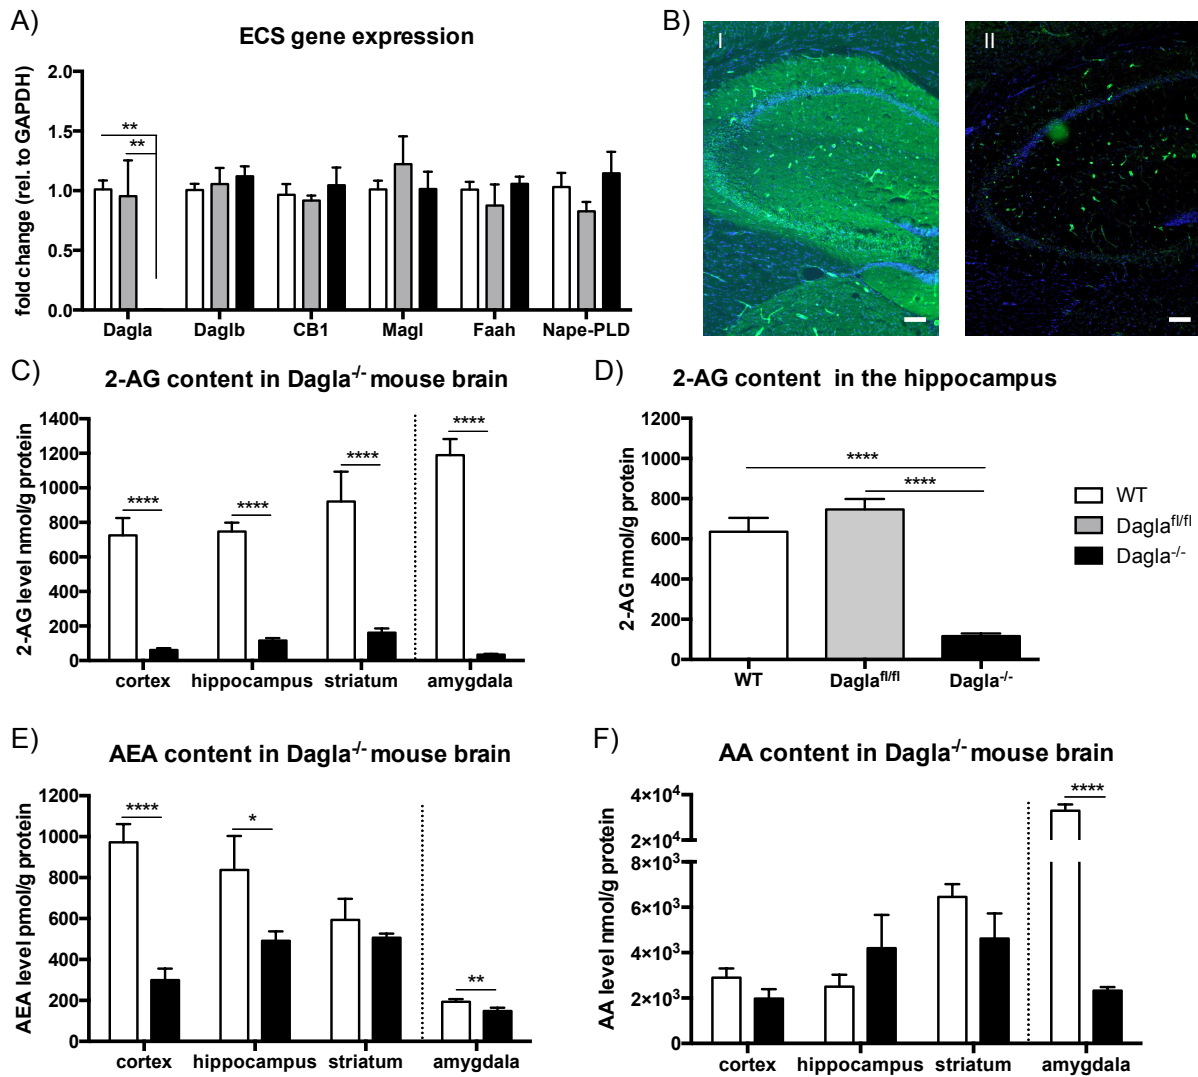 A)
ECS gene expression
fold change (rel. to GAPDH)
2.0
1.5
1.0
0.5
0.0
**
**
Dagla Daglb CB1 Magl Faah Nape-PLD
B)
I II
C)
2-AG content in Dagla-/- mouse brain
2-AG level nmol/g protein
1400
1200
1000
800
600
400
200
0
**** **** **** ****
cortex hippocampus striatum amygdala
D)
2-AG content in the hippocampus
2-AG nmol/g protein
1200
1000
800
600
400
200
0
****
****
WT Daglafl/fl Dagla-/-
WT
Daglafl/fl
Dagla-/-
E)
AEA content in Dagla-/- mouse brain
AEA level pmol/g protein
1200
1000
800
600
400
200
0
**** * **
cortex hippocampus striatum amygdala
F)
AA content in Dagla-/- mouse brain
AA level nmol/g protein
4×10⁴
2×10⁴
8×10³
6×10³
4×10³
2×10³
0
****
cortex hippocampus striatum amygdala